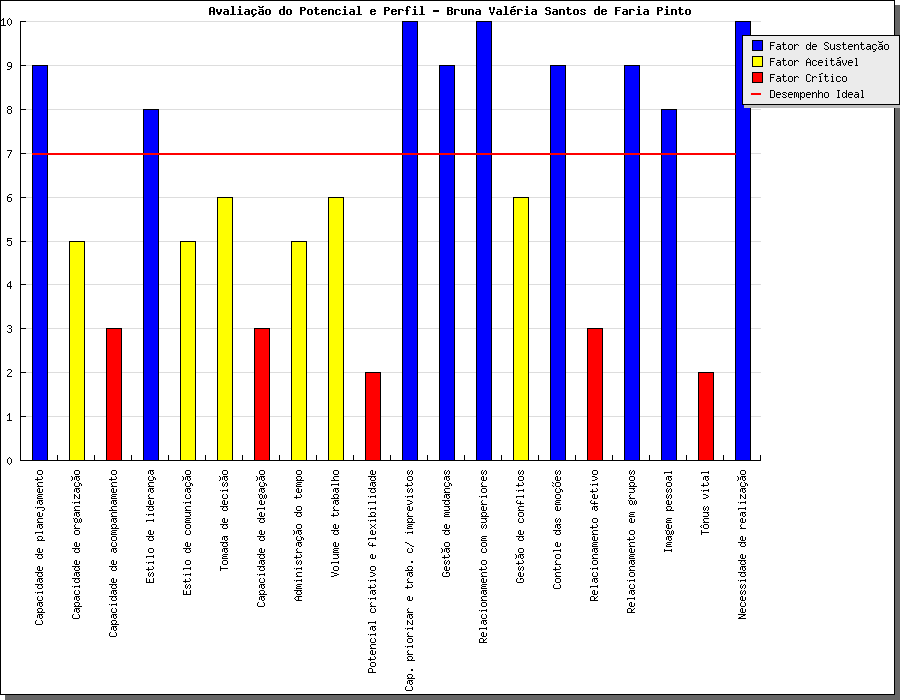 Avaliação do Potencial e Perfil - Bruna Valéria Santos de Faria Pinto
10
9
8
7
6
5
4
3
2
1
0
Fator de Sustentação
Fator Aceitável
Fator Crítico
Desempenho Ideal
Capacidade de planejamento
Capacidade de organização
Capacidade de acompanhamento
Estilo de liderança
Estilo de comunicação
Tomada de decisão
Capacidade de delegação
Administração do tempo
Volume de trabalho
Potencial criativo e flexibilidade
Cap. priorizar e trab. c/ imprevistos
Gestão de mudanças
Relacionamento com superiores
Gestão de conflitos
Controle das emoções
Relacionamento afetivo
Relacionamento em grupos
Imagem pessoal
Tônus vital
Necessidade de realização